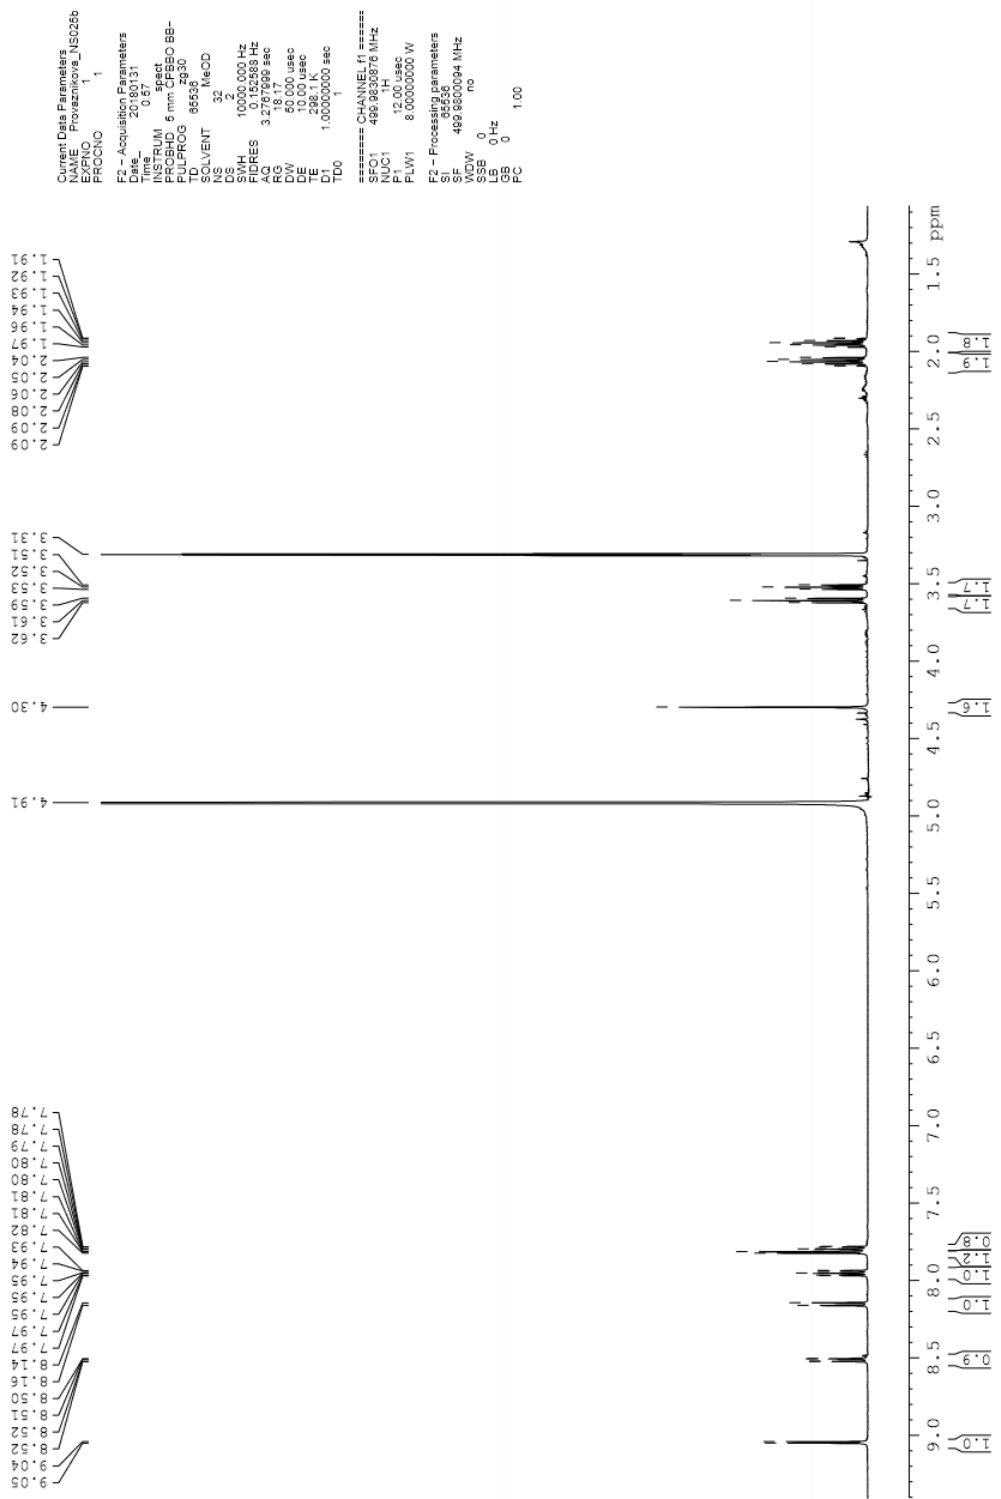 Current Data Parameters
NAME Provaznikova_NS025b
EXPNO 1
PROCNO 1
F2 - Acquisition Parameters
Date_ 20180131
Time_ 0.57
INSTRUM spect
PROBHD 5 mm CPBBO BB-
PULPROG zg30
TD 65536
SOLVENT MeOD
NS 32
DS 2
SWH 10000.000 Hz
FIDRES 0.152588 Hz
AQ 3.2767999 sec
RG 18.17
DW 50.000 usec
DE 10.00 usec
TE 298.1 K
D1 1.00000000 sec
TD0 1
======= CHANNEL f1 =======
SFO1 499.9830876 MHz
NUC1 1H
P1 12.00 usec
PLW1 8.00000000 W
F2 - Processing parameters
SI 65536
SF 499.9800094 MHz
WDW no
SSB 0
LB 0 Hz
GB 0
PC 1.00
1.91
1.92
1.93
1.94
1.96
1.97
2.04
2.05
2.06
2.08
2.09
2.09
3.31
3.51
3.52
3.53
3.59
3.61
3.62
4.30
4.91
7.78
7.78
7.79
7.80
7.80
7.81
7.81
7.82
7.93
7.94
7.95
7.95
7.95
7.97
7.97
8.14
8.16
8.50
8.51
8.52
8.52
9.04
9.05
9.0 8.5 8.0 7.5 7.0 6.5 6.0 5.5 5.0 4.5 4.0 3.5 3.0 2.5 2.0 1.5 ppm
1.0
0.9
1.0
1.0
1.2
0.8
1.6
1.7
1.7
1.9
1.8